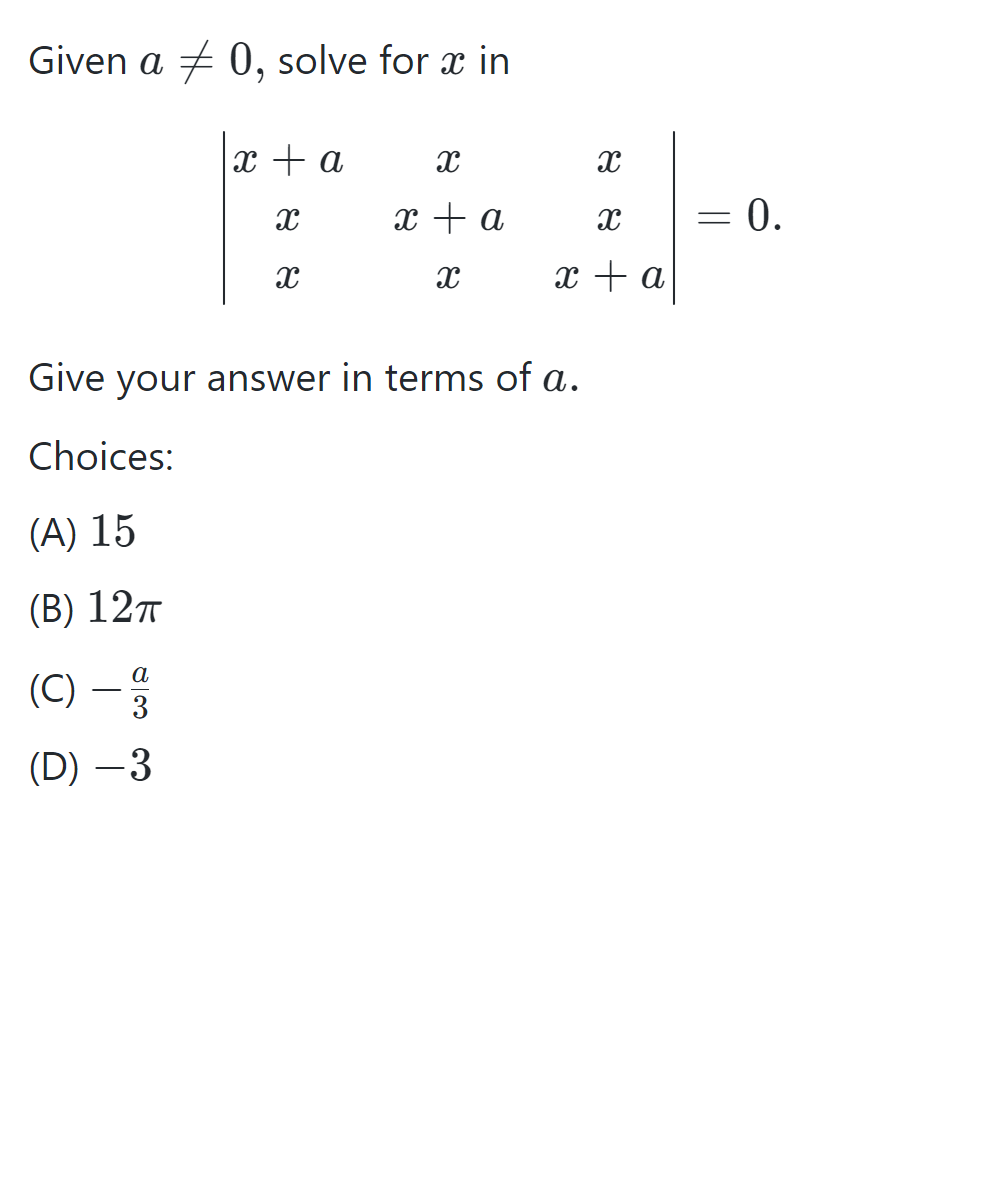 Given $a \neq 0$, solve for $x$ in
$$\begin{vmatrix} x + a & x & x \\ x & x + a & x \\ x & x & x + a \end{vmatrix} = 0.$$
Give your answer in terms of $a.$
Choices:
(A) $15$
(B) $12\pi$
(C) $-\frac{a}{3}$
(D) $-3$